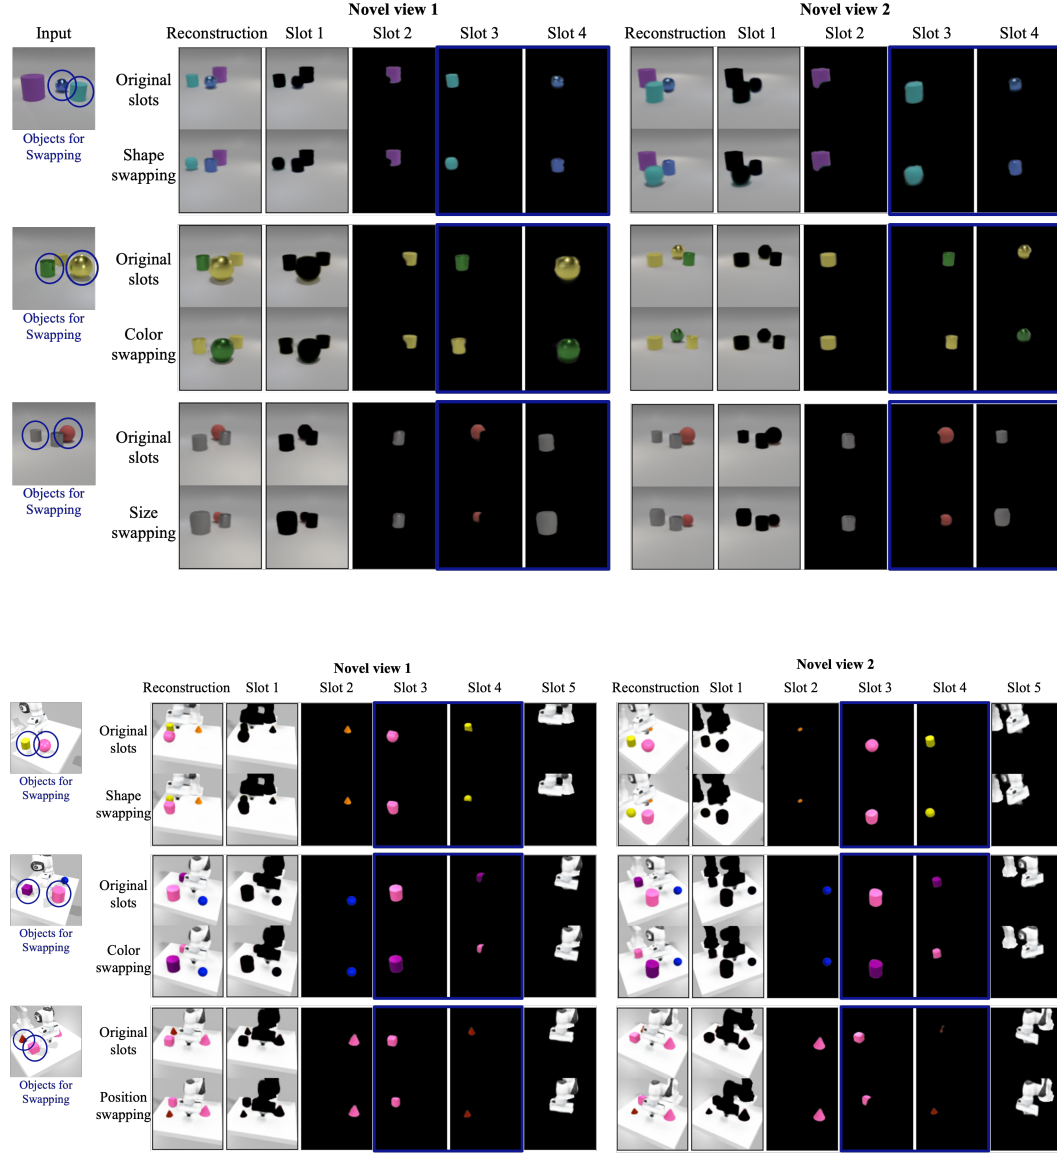 Novel view 1 Novel view 2
Input Reconstruction Slot 1 Slot 2 Slot 3 Slot 4 Reconstruction Slot 1 Slot 2 Slot 3 Slot 4
Original
slots
Objects for
Swapping
Shape
swapping
Original
slots
Objects for
Swapping
Color
swapping
Original
slots
Objects for
Swapping
Size
swapping
Novel view 1 Novel view 2
Reconstruction Slot 1 Slot 2 Slot 3 Slot 4 Slot 5 Reconstruction Slot 1 Slot 2 Slot 3 Slot 4 Slot 5
Original
slots
Objects for
Swapping
Shape
swapping
Original
slots
Objects for
Swapping
Color
swapping
Original
slots
Objects for
Swapping
Position
swapping